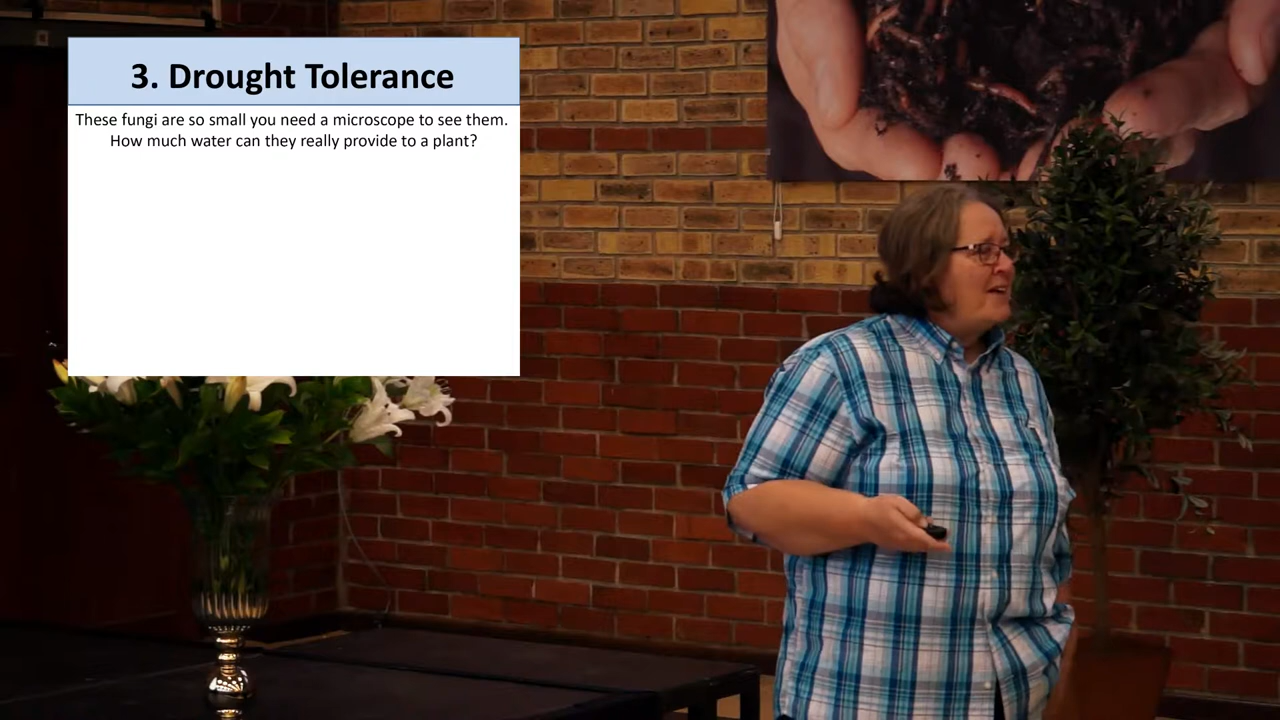 3. Drought Tolerance
These fungi are so small you need a microscope to see them.
How much water can they really provide to a plant?